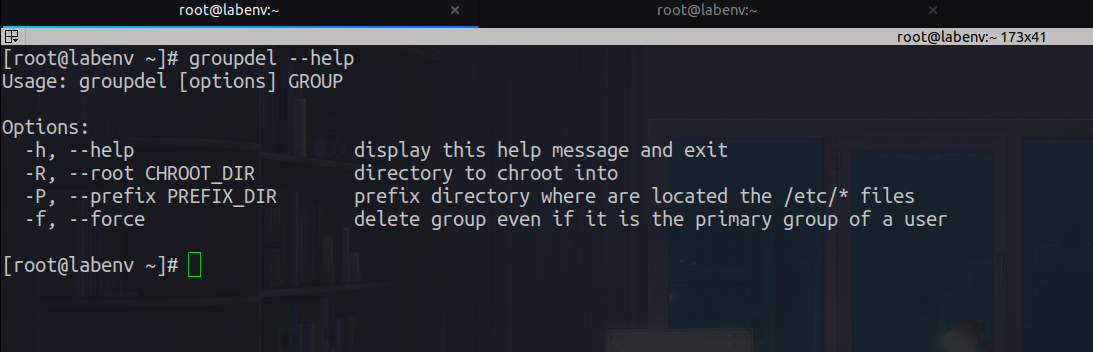 root@labenv:~ × root@labenv:~ ×
root@labenv:~ 173x41
[root@labenv ~]# groupdel --help
Usage: groupdel [options] GROUP
Options:
-h, --help display this help message and exit
-R, --root CHROOT_DIR directory to chroot into
-P, --prefix PREFIX_DIR prefix directory where are located the /etc/* files
-f, --force delete group even if it is the primary group of a user
[root@labenv ~]#